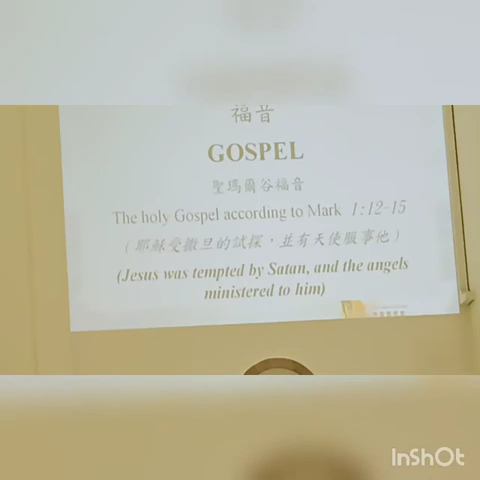 福音
GOSPEL
聖瑪爾谷福音
The holy Gospel according to Mark 1:12-15
（耶穌受撒旦的試探，並有天使服事他）
(Jesus was tempted by Satan, and the angels
ministered to him)
InShOt